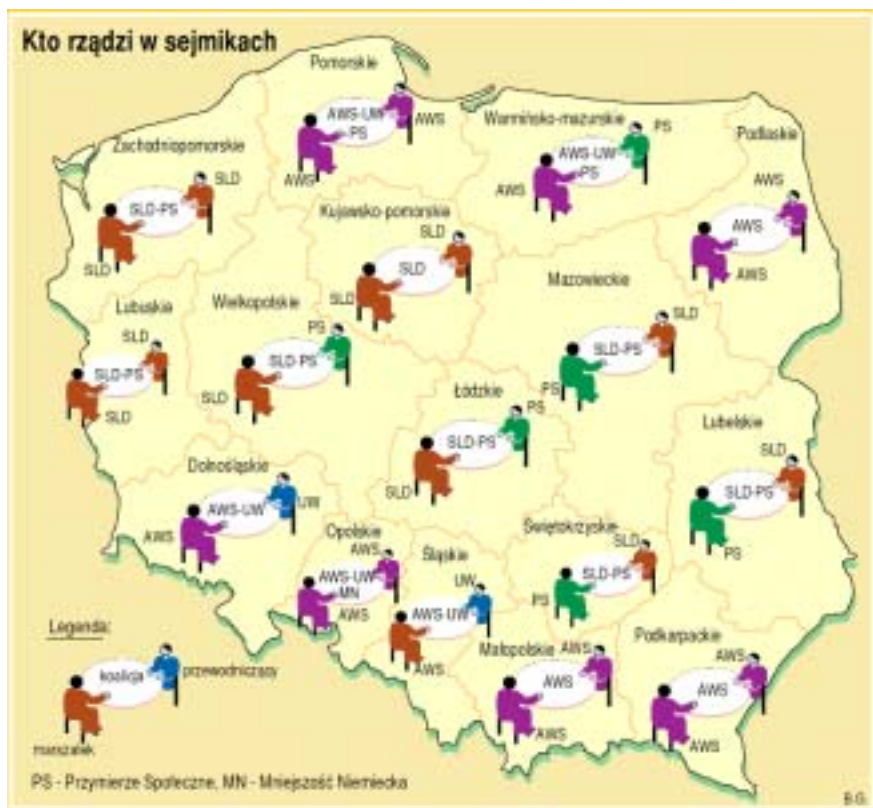 Kto rządzi w sejmikach
Pomorskie
AWS-UW
PS
AWS
AWS
Warmińsko-mazurskie
PS
AWS-UW
PS
AWS
Podlaskie
AWS
AWS
AWS
Zachodniopomorskie
SLD
SLD-PS
SLD
Kujawsko-pomorskie
SLD
SLD
SLD
Mazowieckie
SLD
SLD-PS
PS
Lubuskie
SLD
SLD-PS
SLD
Wielkopolskie
PS
SLD-PS
SLD
Łódzkie
PS
SLD-PS
SLD
Lubelskie
SLD
SLD-PS
PS
Dolnośląskie
AWS-UW
UW
AWS
Opolskie
AWS
AWS-UW
MN
AWS
Śląskie
UW
AWS-UW
AWS
Świętokrzyskie
SLD
SLD-PS
PS
Małopolskie
AWS
AWS
AWS
Podkarpackie
AWS
AWS
AWS
Legenda:
koalicja
przewodniczący
marszałek
PS - Przymierze Społeczne, MN - Mniejszość Niemiecka
B.G.